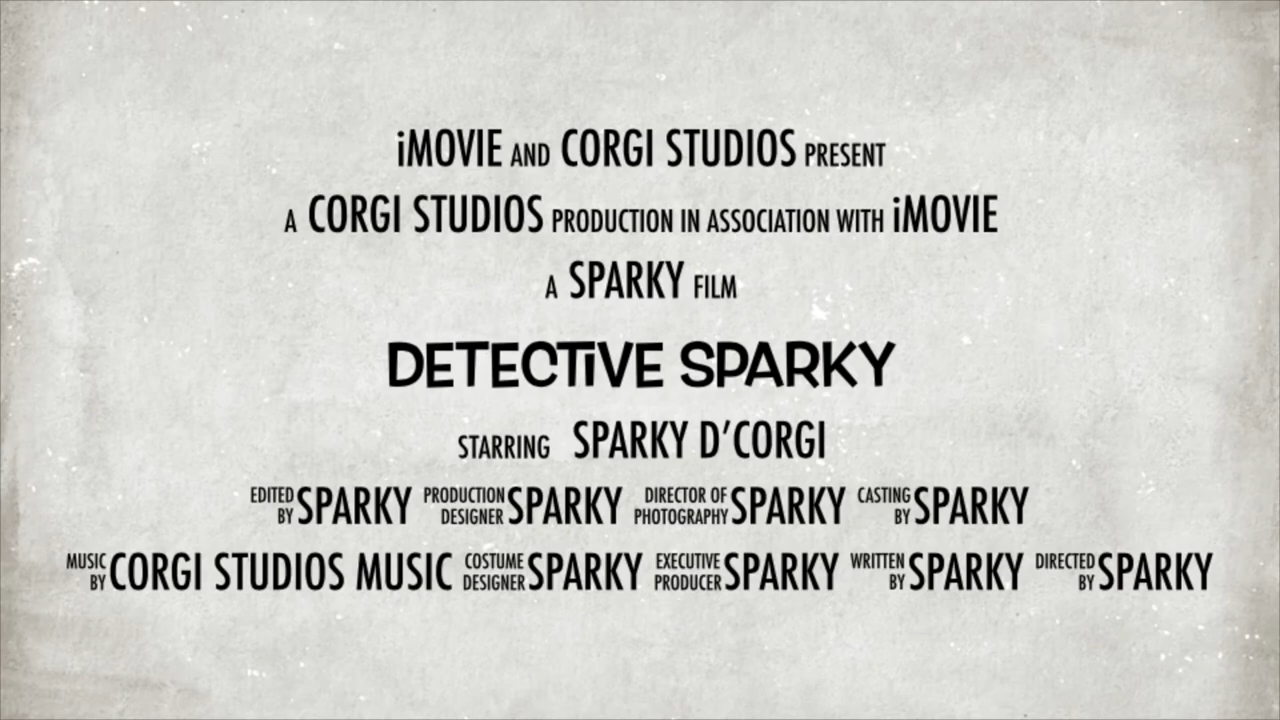 iMOVIE AND CORGI STUDIOS PRESENT
A CORGI STUDIOS PRODUCTION IN ASSOCIATION WITH iMOVIE
A SPARKY FILM
DETECTiVE SPARKY
STARRING SPARKY D’CORGI
EDITED BY SPARKY PRODUCTION DESIGNER SPARKY DIRECTOR OF PHOTOGRAPHY SPARKY CASTING BY SPARKY
MUSIC BY CORGI STUDIOS MUSIC COSTUME DESIGNER SPARKY EXECUTIVE PRODUCER SPARKY WRITTEN BY SPARKY DIRECTED BY SPARKY